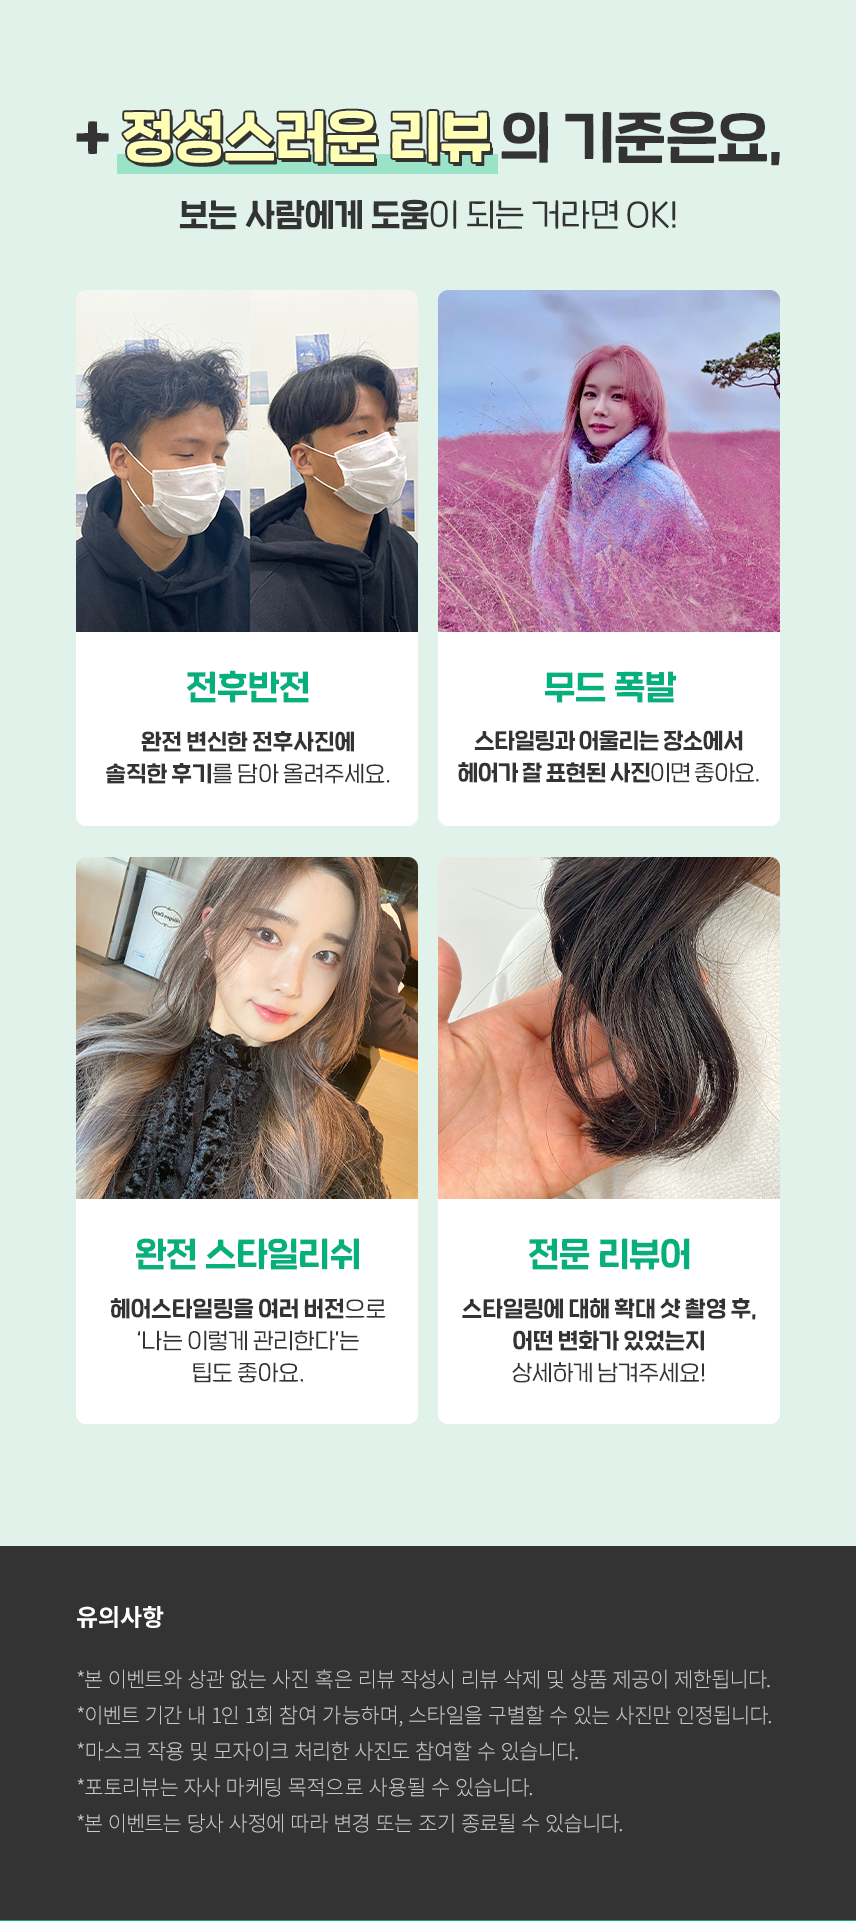 + 정성스러운 리뷰의 기준은요,
보는 사람에게 도움이 되는 거라면 OK!
전후반전
완전 변신한 전후사진에
솔직한 후기를 담아 올려주세요.
무드 폭발
스타일링과 어울리는 장소에서
헤어가 잘 표현된 사진이면 좋아요.
완전 스타일리쉬
헤어스타일링을 여러 버전으로
‘나는 이렇게 관리한다’는
팁도 좋아요.
전문 리뷰어
스타일링에 대해 확대 샷 촬영 후,
어떤 변화가 있었는지
상세하게 남겨주세요!
유의사항
*본 이벤트와 상관 없는 사진 혹은 리뷰 작성시 리뷰 삭제 및 상품 제공이 제한됩니다.
*이벤트 기간 내 1인 1회 참여 가능하며, 스타일을 구별할 수 있는 사진만 인정됩니다.
*마스크 작용 및 모자이크 처리한 사진도 참여할 수 있습니다.
*포토리뷰는 자사 마케팅 목적으로 사용될 수 있습니다.
*본 이벤트는 당사 사정에 따라 변경 또는 조기 종료될 수 있습니다.